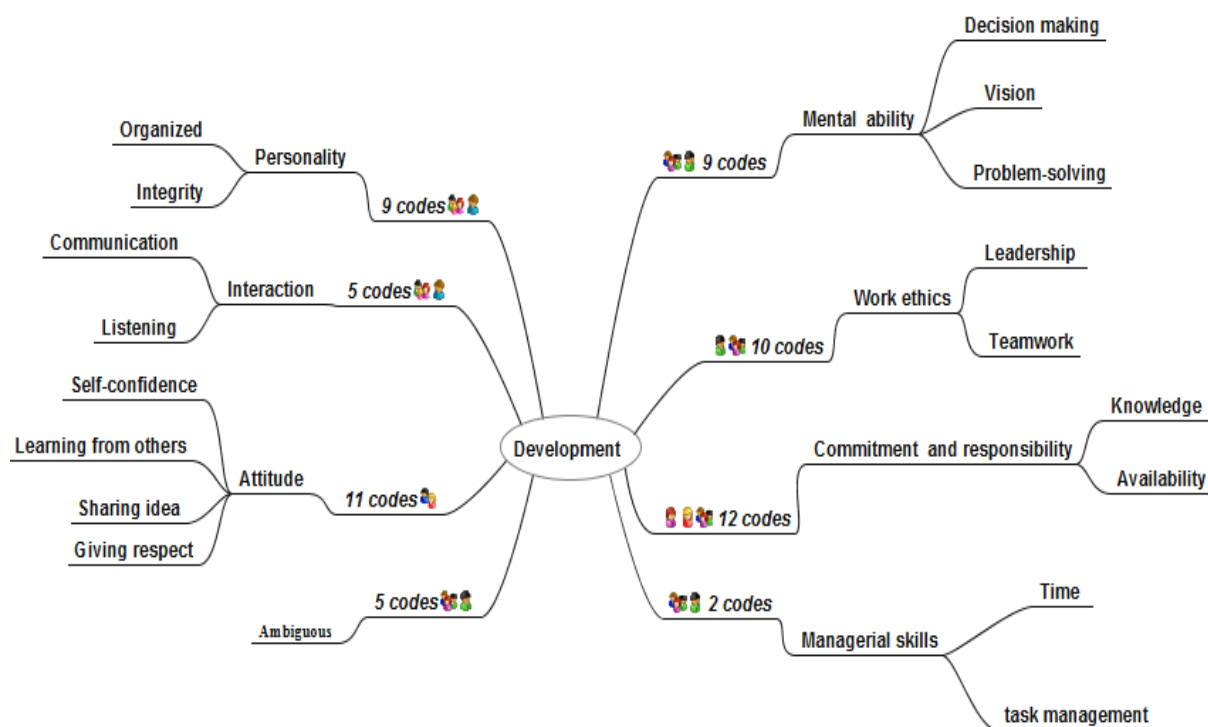 Development
9 codes
Personality
Organized
Integrity
5 codes
Interaction
Communication
Listening
11 codes
Attitude
Self-confidence
Learning from others
Sharing idea
Giving respect
5 codes
Ambiguous
9 codes
Mental ability
Decision making
Vision
Problem-solving
10 codes
Work ethics
Leadership
Teamwork
12 codes
Commitment and responsibility
Knowledge
Availability
2 codes
Managerial skills
Time
task management